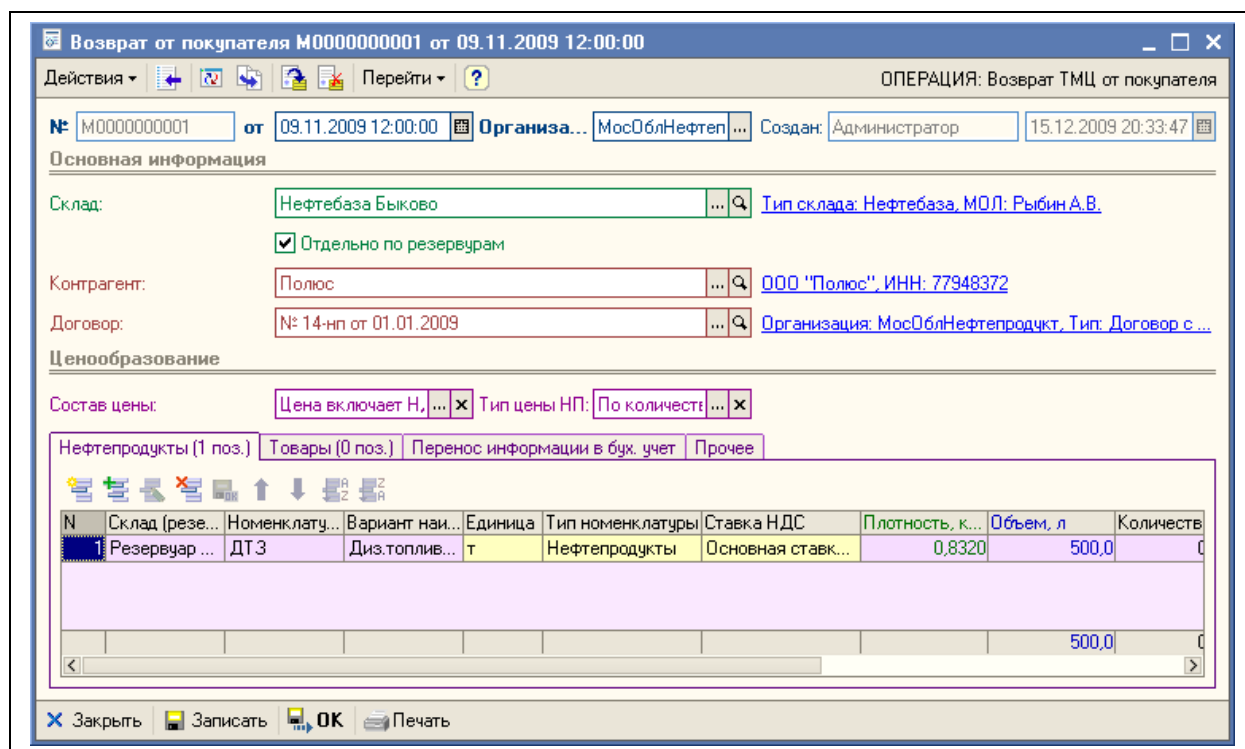 Возврат от покупателя М0000000001 от 09.11.2009 12:00:00
Действия Перейти ? ОПЕРАЦИЯ: Возврат ТМЦ от покупателя
№ М0000000001 от 09.11.2009 12:00:00 Организа... МосОблНефтеп ... Создан: Администратор 15.12.2009 20:33:47
Основная информация
Склад: Нефтебаза Быково ... Тип склада: Нефтебаза, МОЛ: Рыбин А.В.
Отдельно по резервурам
Контрагент: Полюс ... ООО "Полюс", ИНН: 77948372
Договор: № 14-нп от 01.01.2009 ... Организация: МосОблНефтепродукт, Тип: Договор с ...
Ценообразование
Состав цены: Цена включает Н, ... x Тип цены НП: По количеств ... x
Нефтепродукты (1 поз.) Товары (0 поз.) Перенос информации в бух. учет Прочее
N Склад (резе... Номенклату... Вариант наи... Единица Тип номенклатуры Ставка НДС Плотность, к... Объем, л Количеств
1 Резервуар ... ДТЗ Диз.топлив... т Нефтепродукты Основная ставк... 0,8320 500,0 0
500,0 0
Закрыть Записать OK Печать